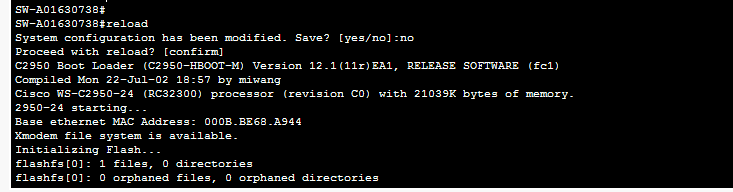 SW-A01630738#
SW-A01630738#reload
System configuration has been modified. Save? [yes/no]:no
Proceed with reload? [confirm]
C2950 Boot Loader (C2950-HBOOT-M) Version 12.1(11r)EA1, RELEASE SOFTWARE (fc1)
Compiled Mon 22-Jul-02 18:57 by miwang
Cisco WS-C2950-24 (RC32300) processor (revision C0) with 21039K bytes of memory.
2950-24 starting...
Base ethernet MAC Address: 000B.BE68.A944
Xmodem file system is available.
Initializing Flash...
flashfs[0]: 1 files, 0 directories
flashfs[0]: 0 orphaned files, 0 orphaned directories